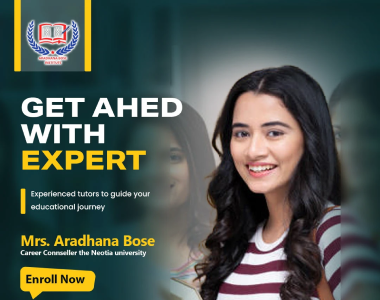 GET AHED
WITH
EXPERT
Experienced tutors to guide your
educational journey
Mrs. Aradhana Bose
Career Connseller the Neotia university
Enroll Now